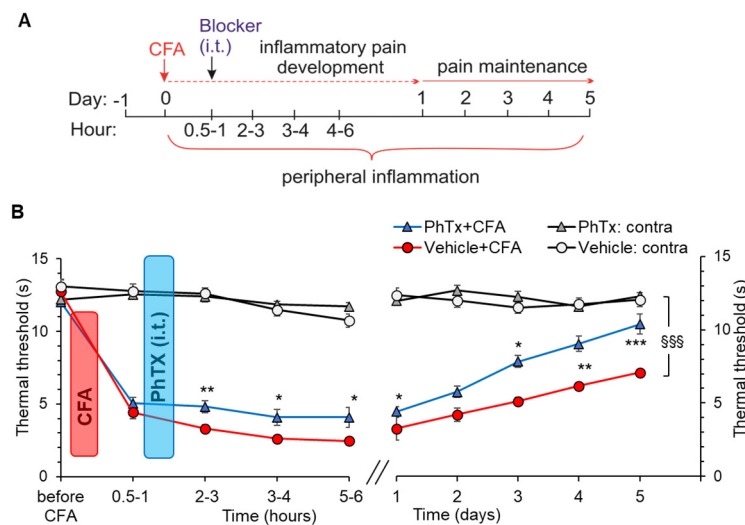 A
Blocker
(i.t.)
CFA
inflammatory pain
development
pain maintenance
Day: -1 0 1 2 3 4 5
Hour: 0.5-1 2-3 3-4 4-6
peripheral inflammation
B
PhTx+CFA PhTx: contra
Vehicle+CFA Vehicle: contra
Thermal threshold (s)
15
10
5
0
CFA
PhTX (i.t.)
** * *
* * ** ***
§§§
15
10
5
0
Thermal threshold (s)
before
CFA
0.5-1 2-3 3-4 5-6
1 2 3 4 5
Time (hours)
Time (days)